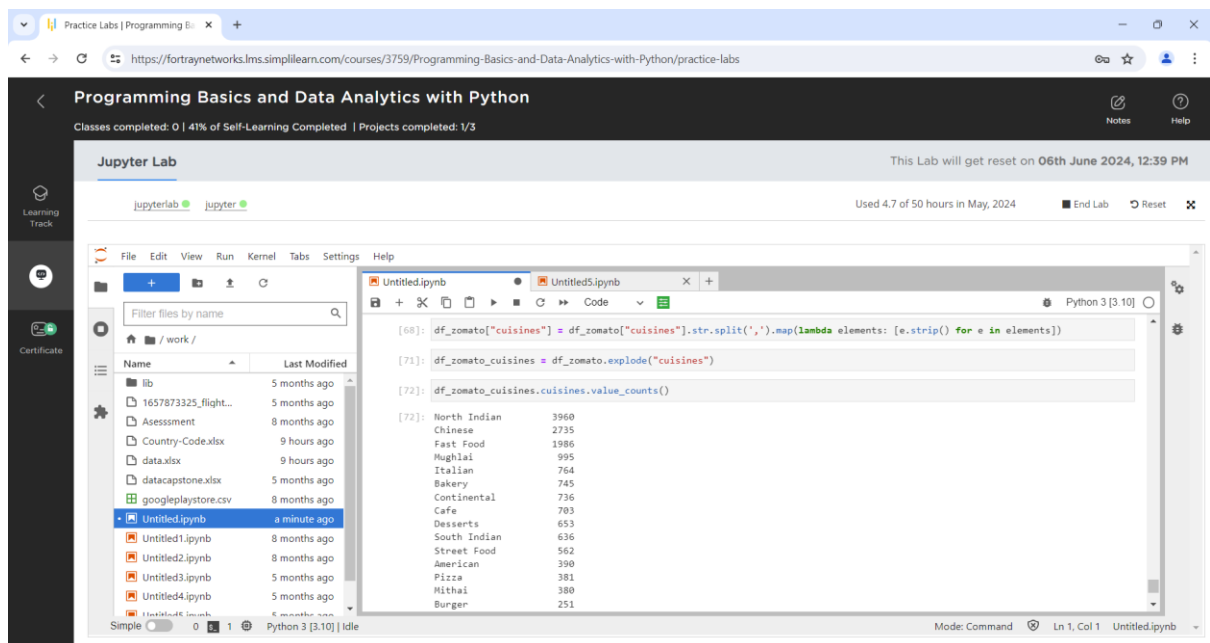 Practice Labs | Programming Ba
https://fortraynetworks.lms.simplilearn.com/courses/3759/Programming-Basics-and-Data-Analytics-with-Python/practice-labs
Programming Basics and Data Analytics with Python
Classes completed: 0 | 41% of Self-Learning Completed | Projects completed: 1/3
Notes
Help
Learning
Track
Certificate
Jupyter Lab
This Lab will get reset on 06th June 2024, 12:39 PM
jupyterlab
jupyter
Used 4.7 of 50 hours in May, 2024
End Lab
Reset
File Edit View Run Kernel Tabs Settings Help
Filter files by name
/ work /
Name Last Modified
lib 5 months ago
1657873325_flight... 5 months ago
Asesssment 8 months ago
Country-Code.xlsx 9 hours ago
data.xlsx 9 hours ago
datacapstone.xlsx 5 months ago
googleplaystore.csv 8 months ago
Untitled.ipynb a minute ago
Untitled1.ipynb 8 months ago
Untitled2.ipynb 8 months ago
Untitled3.ipynb 5 months ago
Untitled4.ipynb 5 months ago
Untitled5.ipynb 5 months ago
Untitled.ipynb
Untitled5.ipynb
Code
Python 3 [3.10]
[68]: df_zomato["cuisines"] = df_zomato["cuisines"].str.split(',').map(lambda elements: [e.strip() for e in elements])
[71]: df_zomato_cuisines = df_zomato.explode("cuisines")
[72]: df_zomato_cuisines.cuisines.value_counts()
[72]: North Indian 3960
Chinese 2735
Fast Food 1986
Mughlai 995
Italian 764
Bakery 745
Continental 736
Cafe 703
Desserts 653
South Indian 636
Street Food 562
American 390
Pizza 381
Mithai 380
Burger 251
Simple 0 1 Python 3 [3.10] | Idle
Mode: Command Ln 1, Col 1 Untitled.ipynb